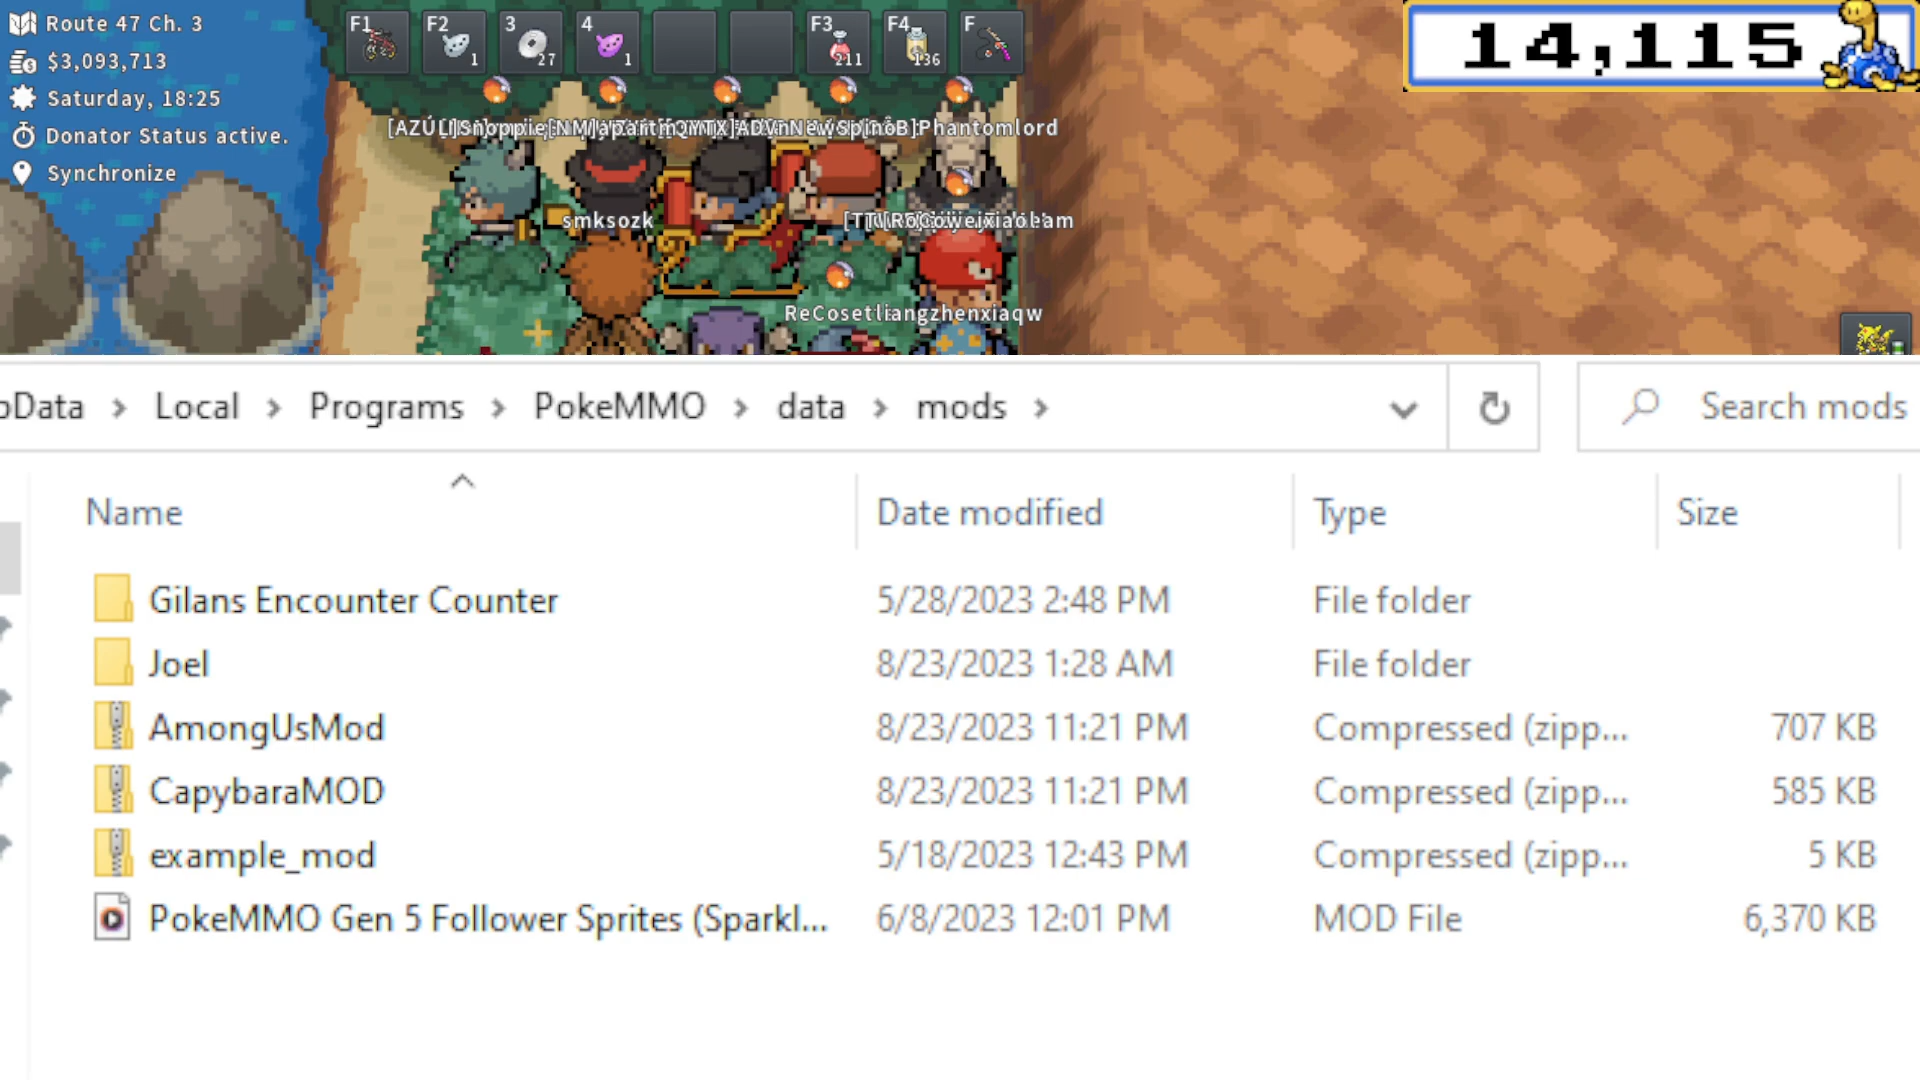 Route 47 Ch. 3
$3,093,713
Saturday, 18:25
Donator Status active.
Synchronize
F1 F2 3 4 F3 F4 F
1 27 1 211 136
14,115
Phantomlord
smksozk
ReCosetliangzhenxiaqw
oData > Local > Programs > PokeMMO > data > mods >
Search mods
Name Date modified Type Size
Gilans Encounter Counter 5/28/2023 2:48 PM File folder
Joel 8/23/2023 1:28 AM File folder
AmongUsMod 8/23/2023 11:21 PM Compressed (zipp... 707 KB
CapybaraMOD 8/23/2023 11:21 PM Compressed (zipp... 585 KB
example_mod 5/18/2023 12:43 PM Compressed (zipp... 5 KB
PokeMMO Gen 5 Follower Sprites (Sparkl... 6/8/2023 12:01 PM MOD File 6,370 KB